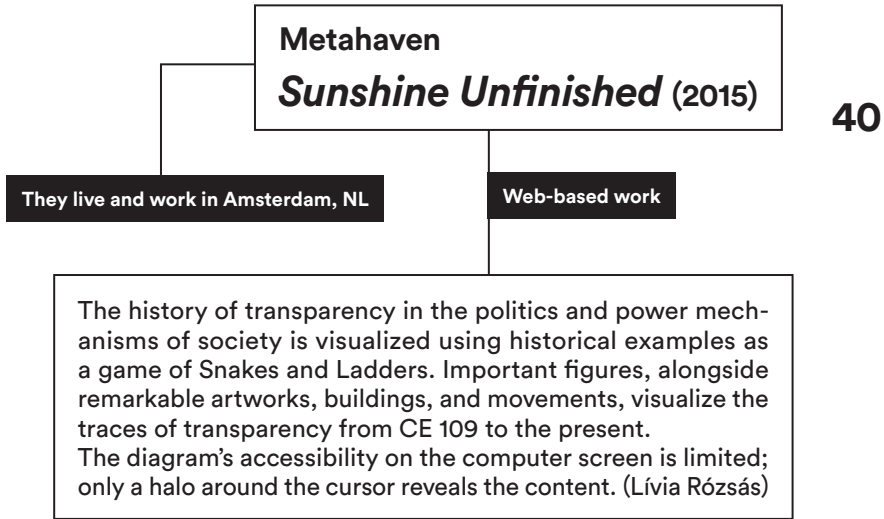 Metahaven
Sunshine Unfinished (2015)
40
They live and work in Amsterdam, NL
Web-based work
The history of transparency in the politics and power mech-
anisms of society is visualized using historical examples as
a game of Snakes and Ladders. Important figures, alongside
remarkable artworks, buildings, and movements, visualize the
traces of transparency from CE 109 to the present.
The diagram’s accessibility on the computer screen is limited;
only a halo around the cursor reveals the content. (Lívia Rózsás)